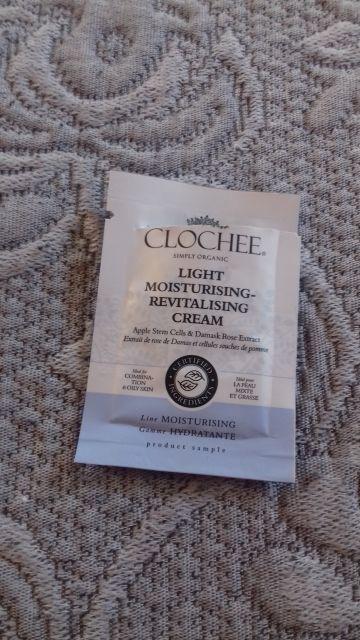 CLOCHEE®
SIMPLY ORGANIC
LIGHT
MOISTURISING-
REVITALISING
CREAM
Apple Stem Cells & Damask Rose Extract
Extrait de rose de Damas et cellules souches de pomme
Ideal for
COMBINA-
TION
& OILY SKIN
CERTIFIED
INGREDIENTS
Idéal pour
LA PEAU
MIXTE
ET GRASSE
Line MOISTURISING
Gamme HYDRATANTE
product sample